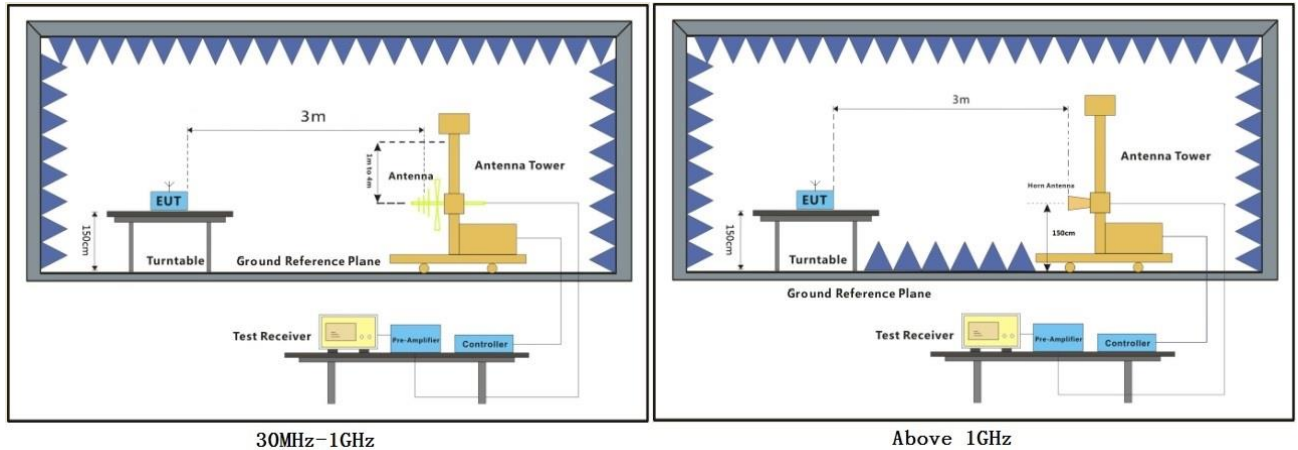 3m
1m to 4m
Antenna
Antenna Tower
EUT
150cm
Turntable
Ground Reference Plane
Test Receiver
Pre-Amplifier
Controller
30MHz-1GHz
3m
Antenna Tower
Horn Antenna
EUT
150cm
150cm
Turntable
Ground Reference Plane
Test Receiver
Pre-Amplifier
Controller
Above 1GHz